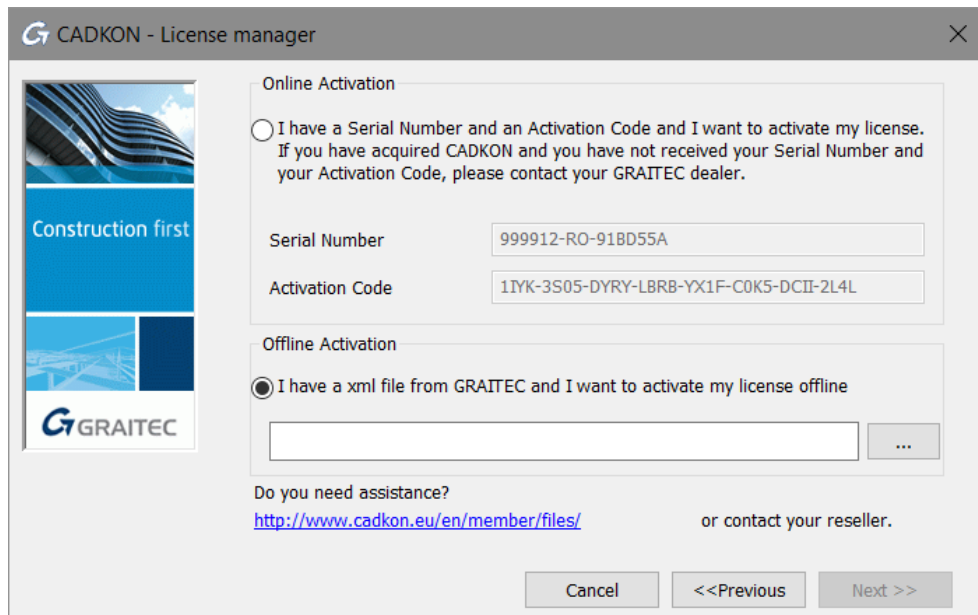 CADKON - License manager
Online Activation
I have a Serial Number and an Activation Code and I want to activate my license.
If you have acquired CADKON and you have not received your Serial Number and
your Activation Code, please contact your GRAITEC dealer.
Construction first
Serial Number
999912-RO-91BD55A
Activation Code
1IYK-3S05-DYRY-LBRB-YX1F-C0K5-DCII-2L4L
Offline Activation
I have a xml file from GRAITEC and I want to activate my license offline
GRAITEC
...
Do you need assistance?
http://www.cadkon.eu/en/member/files/ or contact your reseller.
Cancel <<Previous Next >>